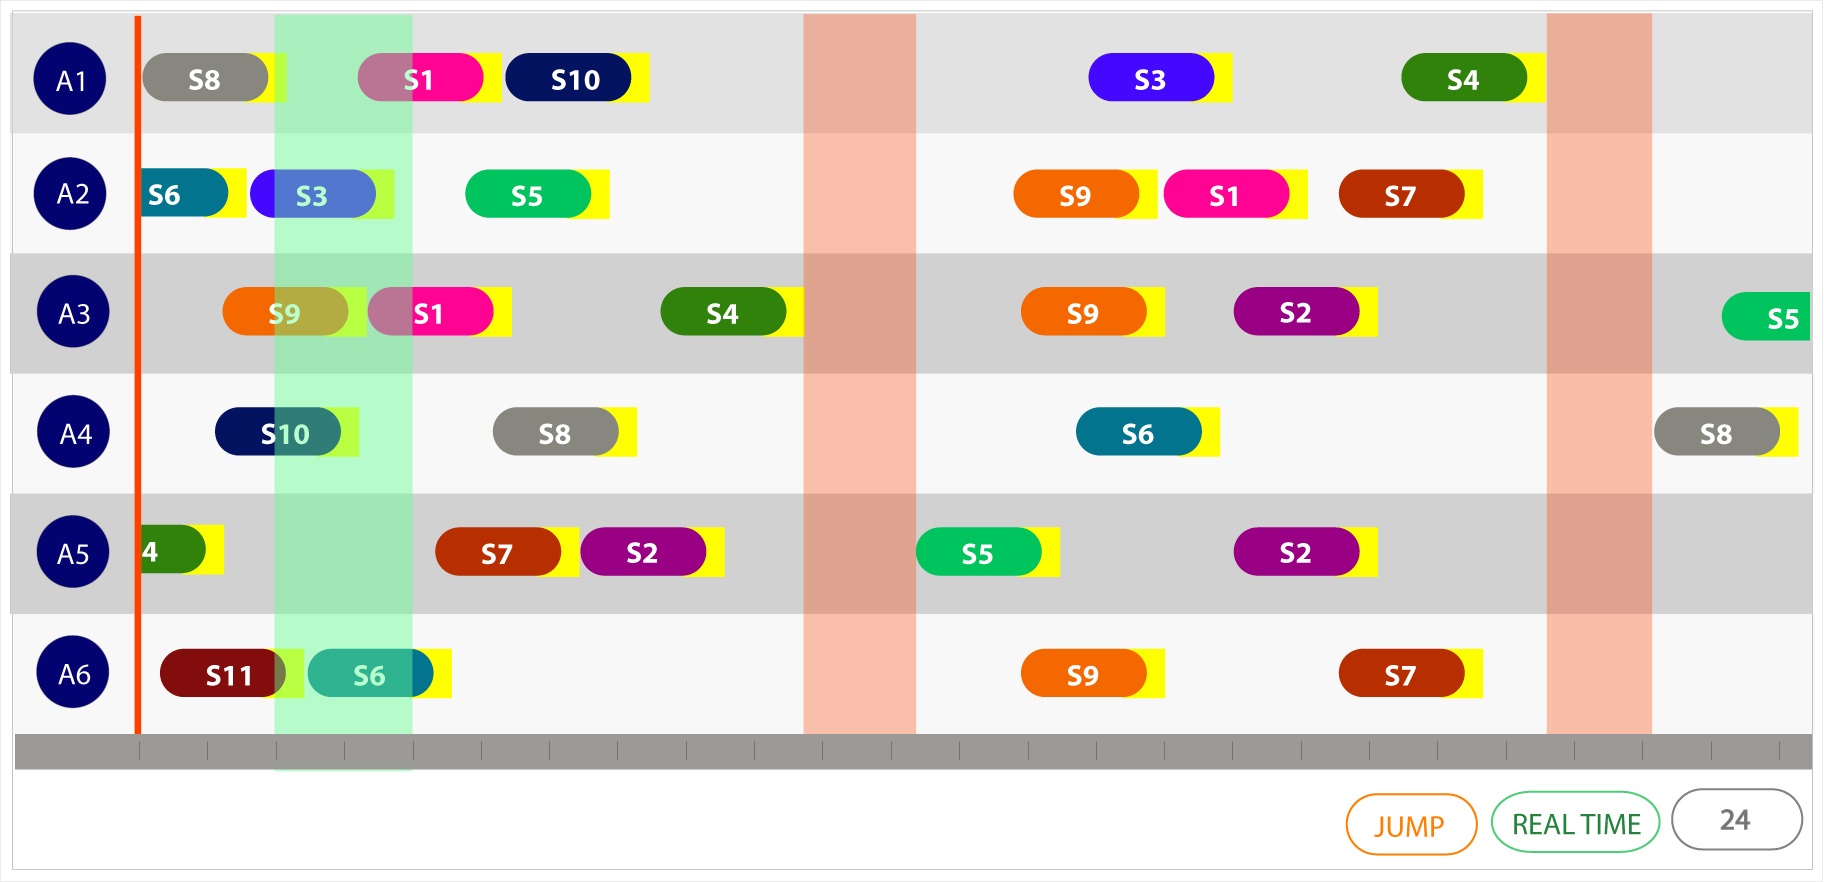 A1 S8 S1 S10 S3 S4
A2 S6 S3 S5 S9 S1 S7
A3 S9 S1 S4 S9 S2 S5
A4 S10 S8 S6 S8
A5 4 S7 S2 S5 S2
A6 S11 S6 S9 S7
JUMP REAL TIME 24